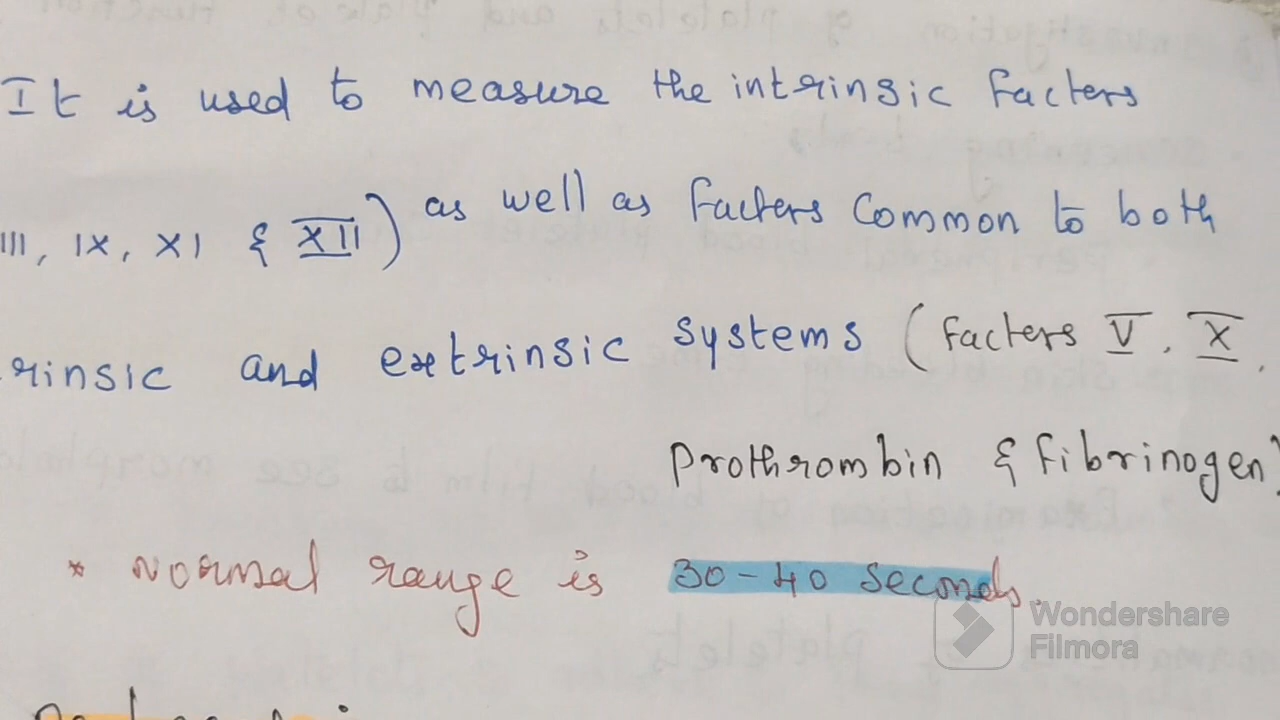 It is used to measure the intrinsic Facters
III, IX, XI & XII) as well as Facters Common to both
rinsic and extrinsic Systems (Facters V, X,
Prothrombin & Fibrinogen)
* Normal range is 30-40 Seconds.
Wondershare
Filmora